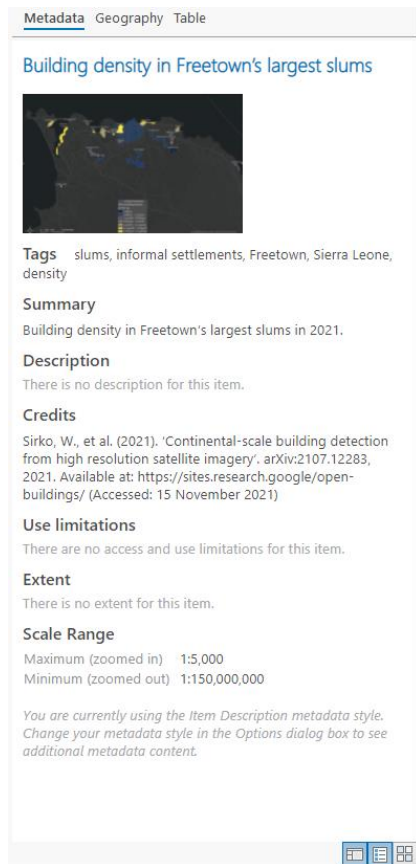 Metadata Geography Table
Building density in Freetown's largest slums
Tags slums, informal settlements, Freetown, Sierra Leone,
density
Summary
Building density in Freetown's largest slums in 2021.
Description
There is no description for this item.
Credits
Sirko, W., et al. (2021). 'Continental-scale building detection
from high resolution satellite imagery'. arXiv:2107.12283,
2021. Available at: https://sites.research.google/open-
buildings/ (Accessed: 15 November 2021)
Use limitations
There are no access and use limitations for this item.
Extent
There is no extent for this item.
Scale Range
Maximum (zoomed in) 1:5,000
Minimum (zoomed out) 1:150,000,000
You are currently using the Item Description metadata style.
Change your metadata style in the Options dialog box to see
additional metadata content.